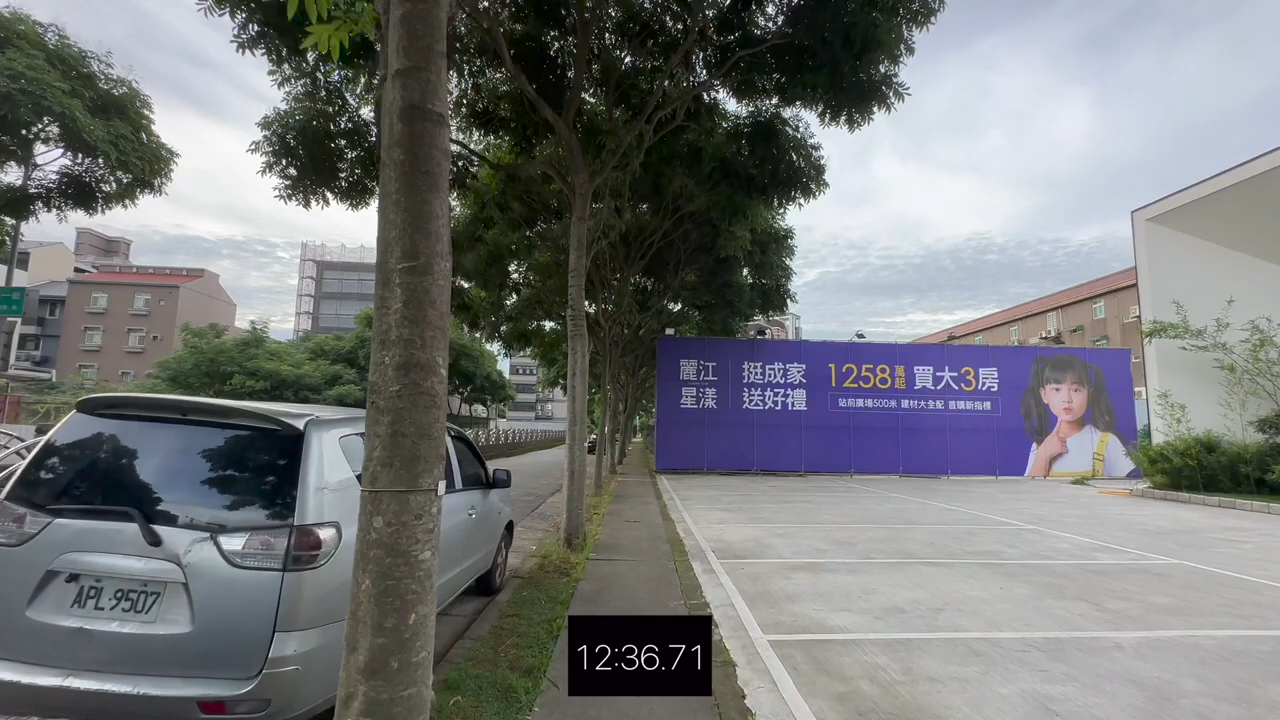 麗江
星漾
挺成家
送好禮
1258萬起 買大3房
站前廣場500米 建材大全配 首購新指標
APL-9507
12:36.71